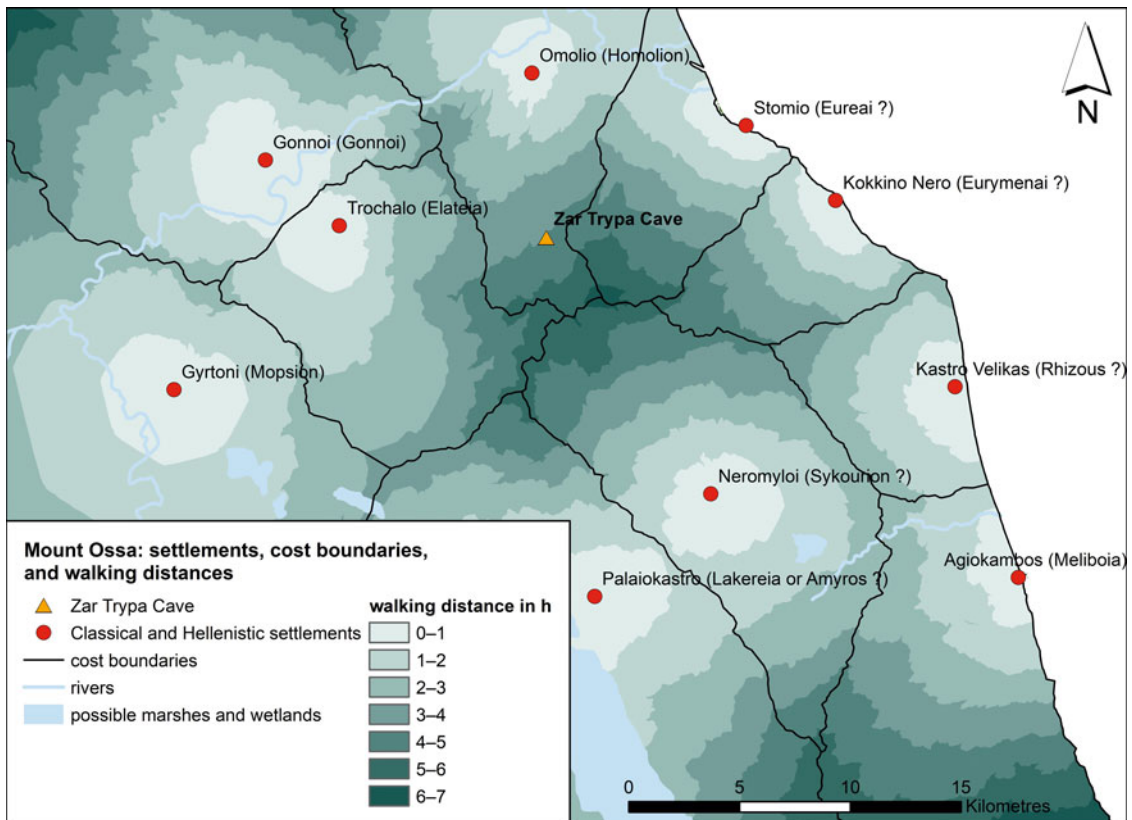 Omolio (Homolion)
Stomio (Eureai ?)
N
Gonnoi (Gonnoi)
Kokkino Nero (Eurymenai ?)
Trochalo (Elateia)
Zar Trypa Cave
Gyrtoni (Mopsion)
Kastro Velikas (Rhizous ?)
Neromyloi (Sykourion ?)
Agiokambos (Meliboia)
Palaiokastro (Lakereia or Amyros ?)
Mount Ossa: settlements, cost boundaries,
and walking distances
Zar Trypa Cave
Classical and Hellenistic settlements
cost boundaries
rivers
possible marshes and wetlands
walking distance in h
0–1
1–2
2–3
3–4
4–5
5–6
6–7
0 5 10 15
Kilometres